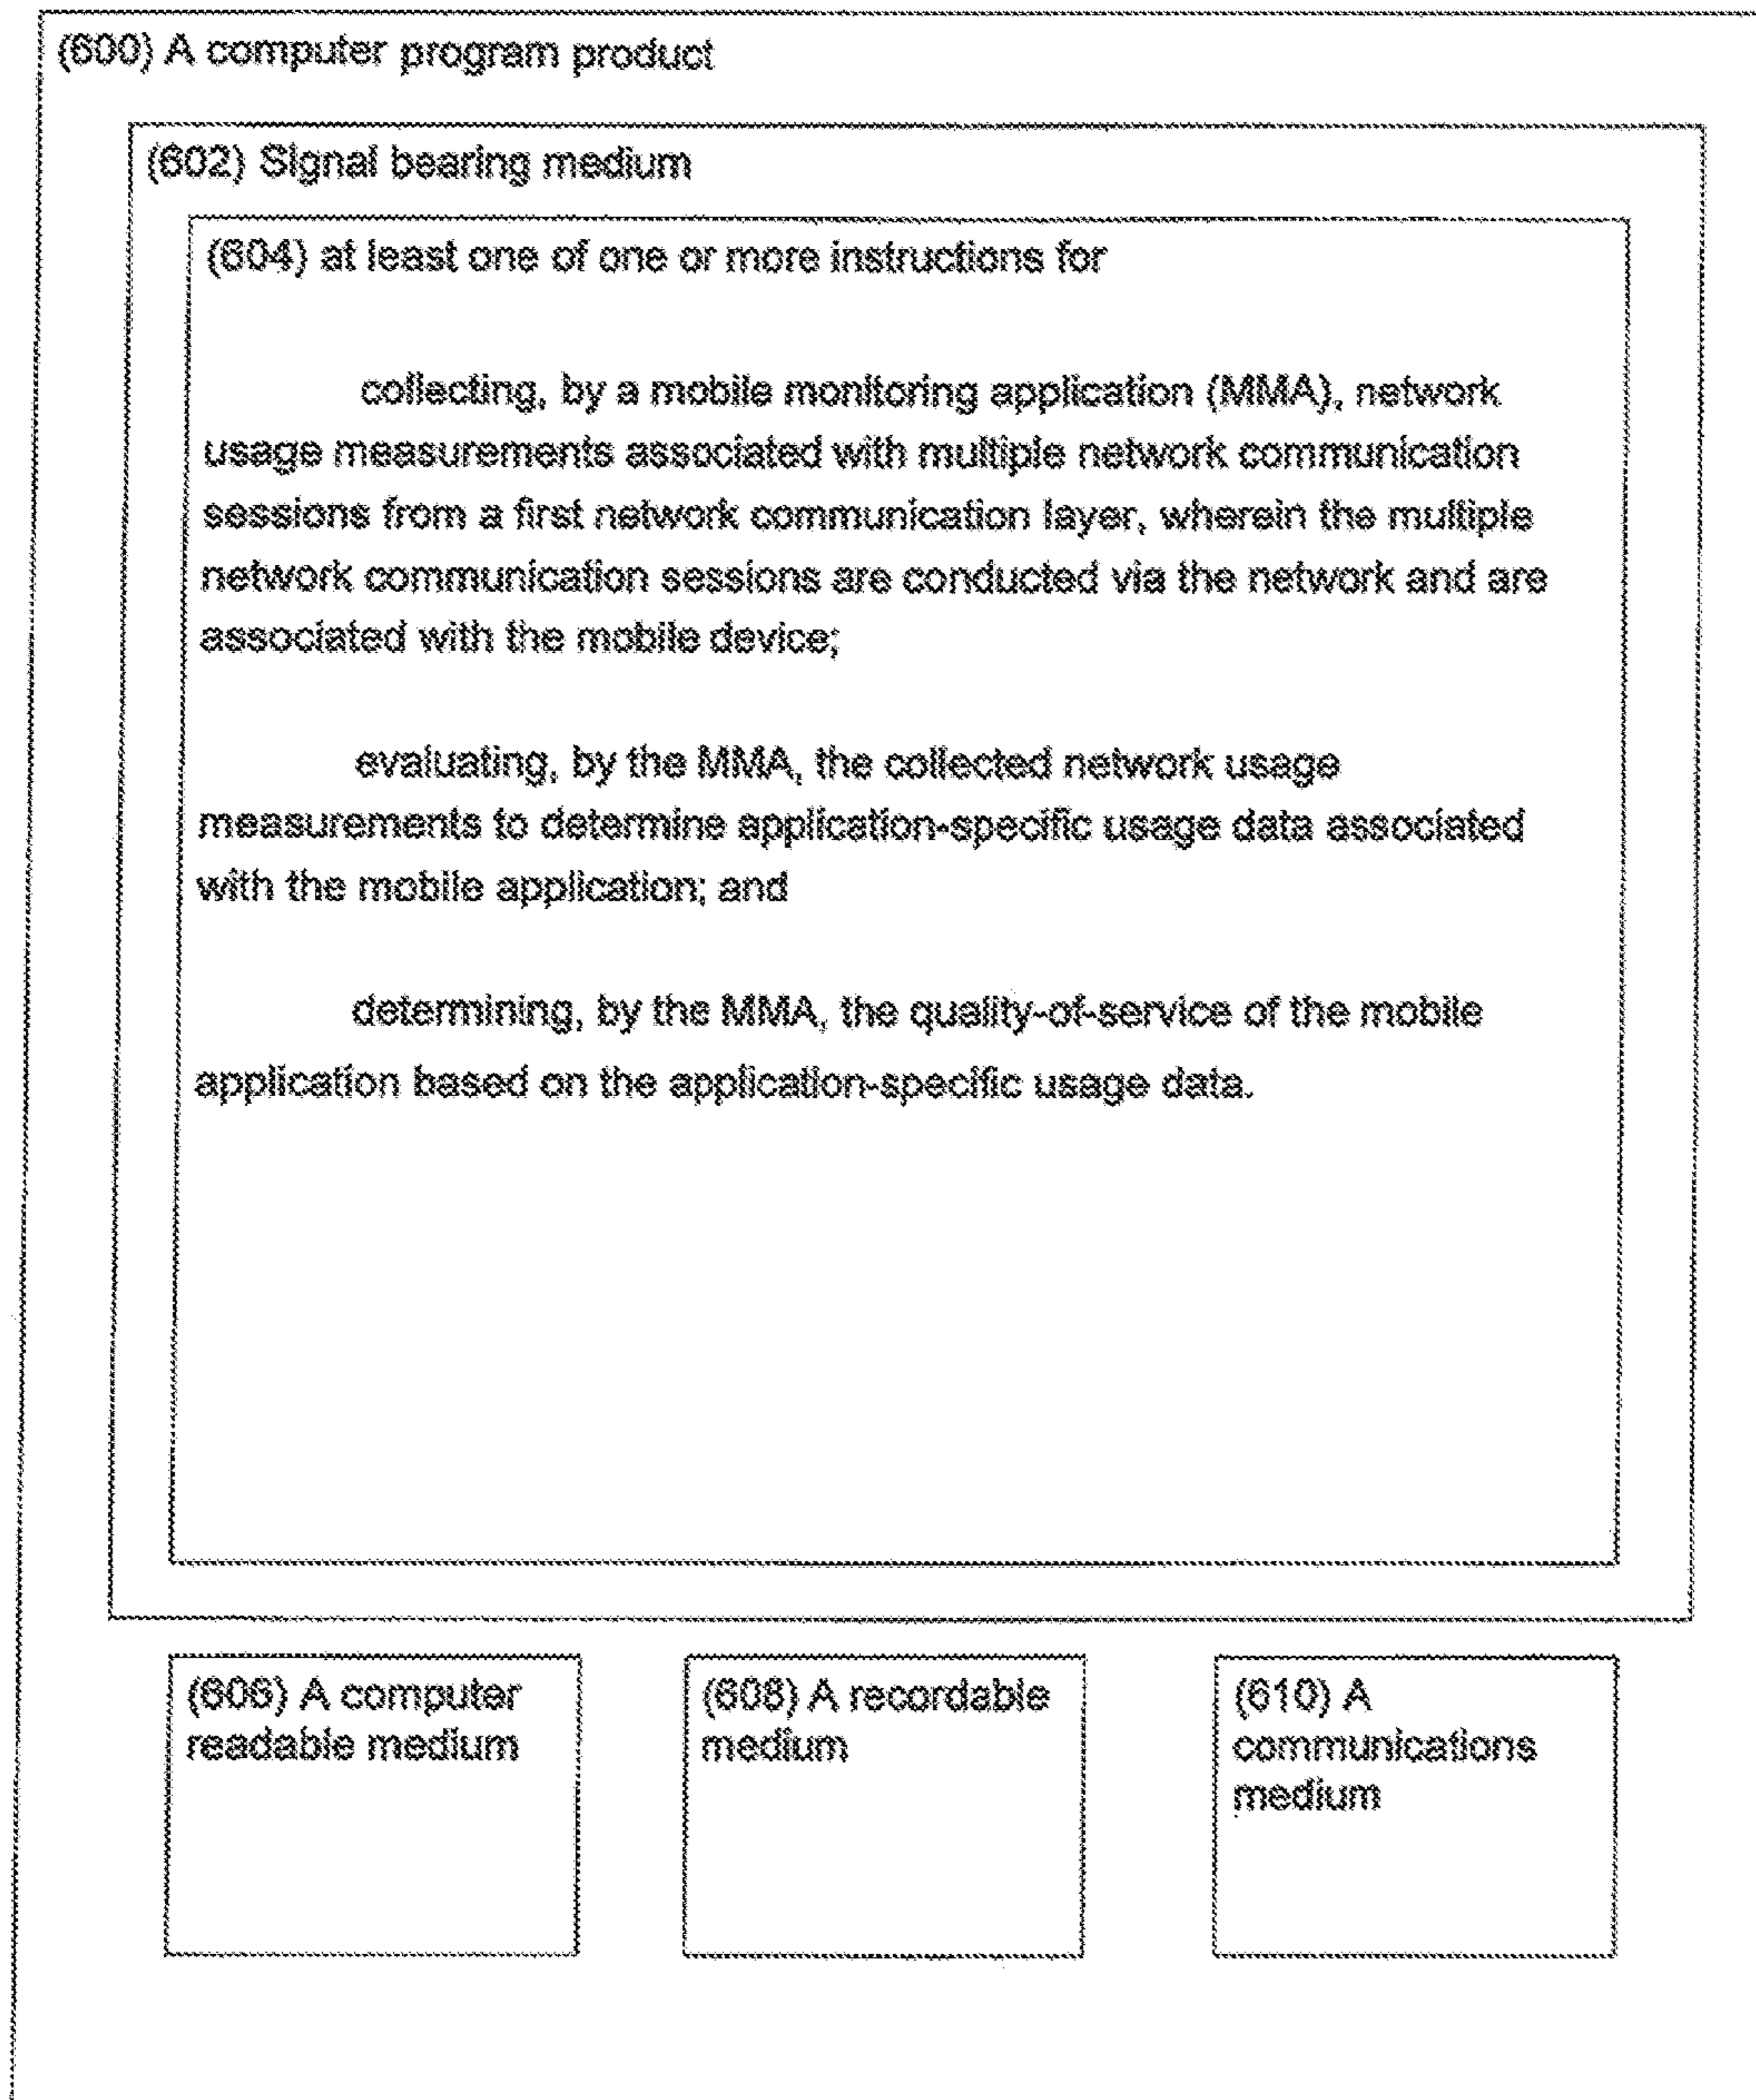 (600) A computer program product
(602) Signal bearing medium
(604) at least one of one or more instructions for
collecting, by a mobile monitoring application (MMA), network
usage measurements associated with multiple network communication
sessions from a first network communication layer, wherein the multiple
network communication sessions are conducted via the network and are
associated with the mobile device;
evaluating, by the MMA, the collected network usage
measurements to determine application-specific usage data associated
with the mobile application; and
determining, by the MMA, the quality-of-service of the mobile
application based on the application-specific usage data.
(606) A computer
readable medium
(608) A recordable
medium
(610) A
communications
medium